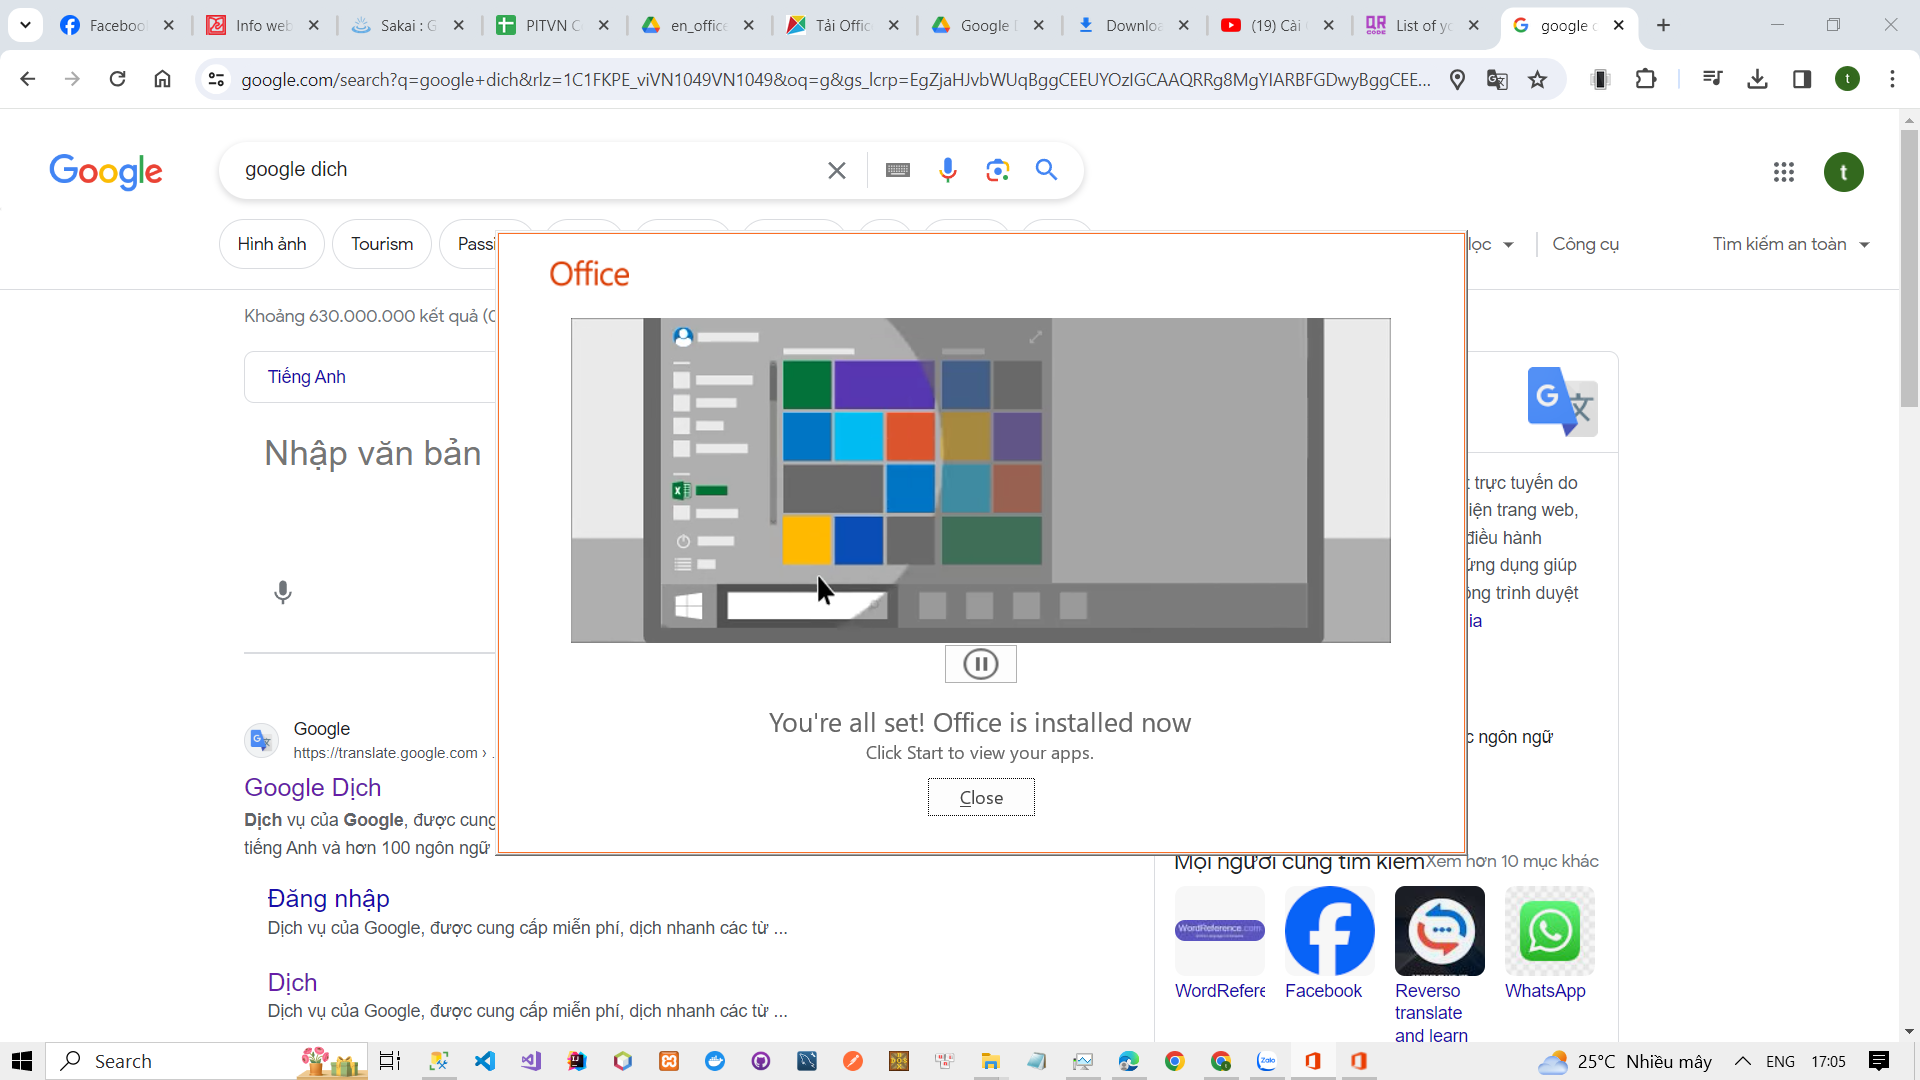 Facebook
Info web
Sakai : G
PITVN C
en_office
Tải Offic
Google D
Downloa
(19) Cài
List of yo
google d
google.com/search?q=google+dich&rlz=1C1FKPE_viVN1049VN1049&oq=g&gs_lcrp=EgZjaHJvbWUqBggCEEUYOzIGCAAQRRg8MgYIARBFGDwyBggCEE...
t
Google
google dich
t
Hình ảnh
Tourism
Passi
lọc
Công cụ
Tìm kiếm an toàn
Khoảng 630.000.000 kết quả (0
Tiếng Anh
Nhập văn bản
Office
You're all set! Office is installed now
Click Start to view your apps.
Close
trực tuyến do
iện trang web,
điều hành
ứng dụng giúp
ông trình duyệt
ia
c ngôn ngữ
Google
https://translate.google.com › ..
Google Dịch
Dịch vụ của Google, được cung
tiếng Anh và hơn 100 ngôn ngữ
Đăng nhập
Dịch vụ của Google, được cung cấp miễn phí, dịch nhanh các từ ...
Dịch
Dịch vụ của Google, được cung cấp miễn phí, dịch nhanh các từ ...
Mọi người cũng tìm kiếm
Xem hơn 10 mục khác
WordReference.com
WordRefere
Facebook
Reverso
translate
and learn
WhatsApp
Search
Zalo
25°C Nhiều mây
ENG
17:05